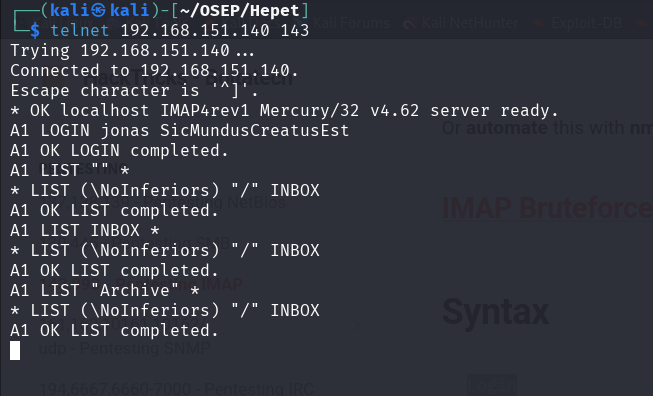 ┌──(kali㉿kali)-[~/OSEP/Hepet]
└─$ telnet 192.168.151.140 143
Trying 192.168.151.140...
Connected to 192.168.151.140.
Escape character is '^]'.
* OK localhost IMAP4rev1 Mercury/32 v4.62 server ready.
A1 LOGIN jonas SicMundusCreatusEst
Or automate this with nm
A1 OK LOGIN completed.
A1 LIST "" *
* LIST (\NoInferiors) "/" INBOX
A1 OK LIST completed.
IMAP Bruteforce
A1 LIST INBOX *
* LIST (\NoInferiors) "/" INBOX
A1 OK LIST completed.
A1 LIST "Archive" *
* LIST (\NoInferiors) "/" INBOX
Syntax
A1 OK LIST completed.
udp - Pentesting SNMP
194,6667,6660-7000 - Pentesting IRC